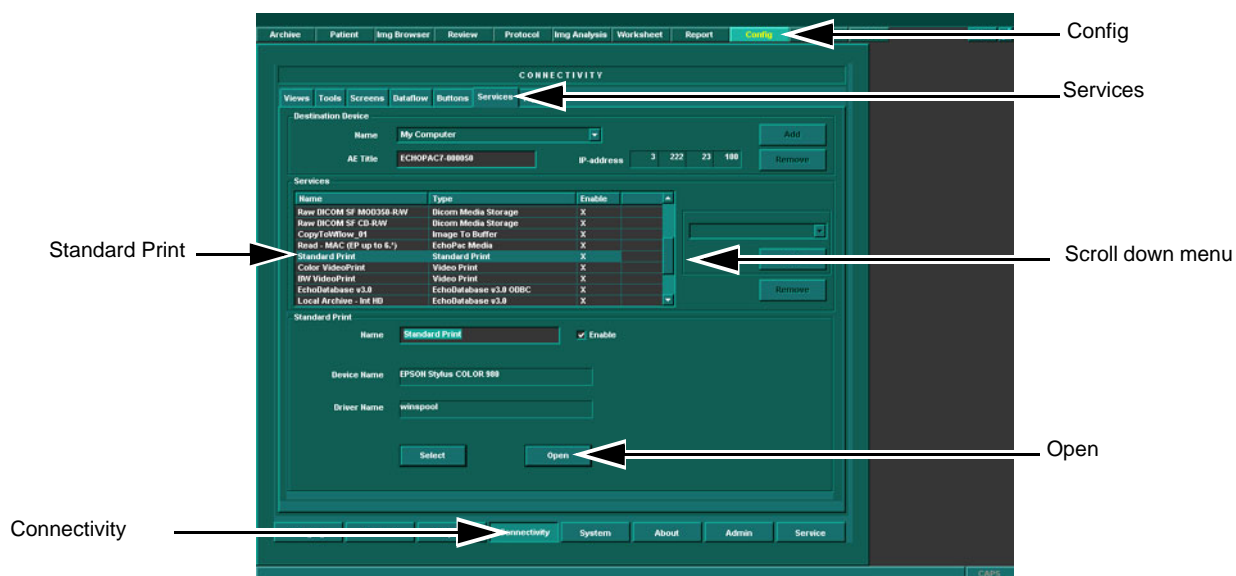 Archive Patient Img Browser Review Protocol Img Analysis Worksheet Report Config
Config
CONNECTIVITY
Views Tools Screens Dataflow Buttons Services
Services
Destination Device
Name My Computer Add
AE Title ECHOPAC7-000050 IP-address 3 222 23 100 Remove
Services
Name Type Enable
Raw DICOM SF MOD350-R/W Dicom Media Storage X
Raw DICOM SF CD-R/W Dicom Media Storage X
CopyToWflow_01 Image To Buffer X
Read - MAC (EP up to 6.*) EchoPac Media X
Standard Print Standard Print X
Color VideoPrint Video Print X
BW VideoPrint Video Print X
EchoDatabase v3.0 EchoDatabase v3.0 ODBC X
Local Archive - Int HD EchoDatabase v3.0 X
Remove
Standard Print
Scroll down menu
Standard Print
Name Standard Print Enable
Device Name EPSON Stylus COLOR 980
Driver Name winspool
Select Open
Open
Connectivity
Connectivity System About Admin Service
CAPS